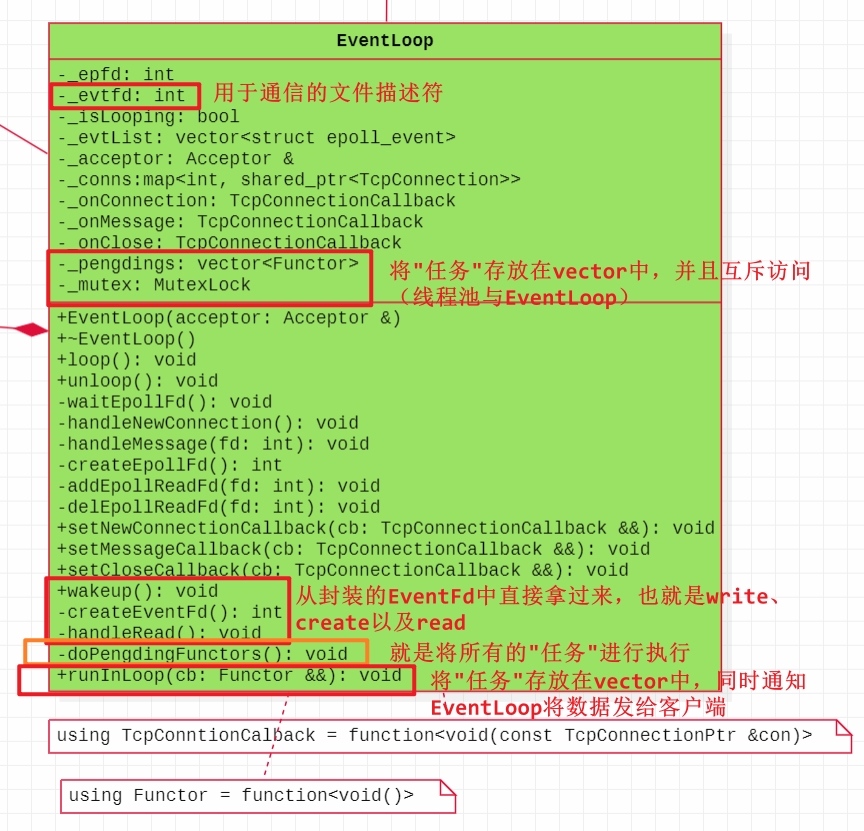 EventLoop
-_epfd: int
-_evtfd: int 用于通信的文件描述符
-_isLooping: bool
-_evtList: vector<struct epoll_event>
-_acceptor: Acceptor &
-_conns:map<int, shared_ptr<TcpConnection>>
-_onConnection: TcpConnectionCallback
-_onMessage: TcpConnectionCallback
-_onClose: TcpConnectionCallback
-_pengdings: vector<Functor>
-_mutex: MutexLock
将"任务"存放在vector中，并且互斥访问
（线程池与EventLoop）
+EventLoop(acceptor: Acceptor &)
+~EventLoop()
+loop(): void
+unloop(): void
-waitEpollFd(): void
-handleNewConnection(): void
-handleMessage(fd: int): void
-createEpollFd(): int
-addEpollReadFd(fd: int): void
-delEpollReadFd(fd: int): void
+setNewConnectionCallback(cb: TcpConnectionCallback &&): void
+setMessageCallback(cb: TcpConnectionCallback &&): void
+setCloseCallback(cb: TcpConnectionCallback &&): void
+wakeup(): void
-createEventFd(): int
-handleRead(): void
从封装的EventFd中直接拿过来，也就是write、
create以及read
-doPengdingFunctors(): void 就是将所有的"任务"进行执行
+runInLoop(cb: Functor &&): void
将"任务"存放在vector中，同时通知
EventLoop将数据发给客户端
using TcpConntionCalback = function<void(const TcpConnectionPtr &con)>
using Functor = function<void()>